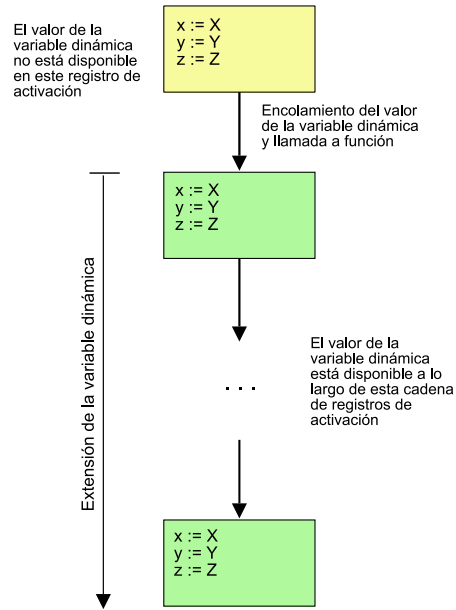 El valor de la
variable dinámica
no está disponible
en este registro de
activación
x := X
y := Y
z := Z
Encolamiento del valor
de la variable dinámica
y llamada a función
x := X
y := Y
z := Z
Extensión de la variable dinámica
El valor de la
variable dinámica
está disponible a lo
largo de esta cadena
de registros de
activación
. . .
x := X
y := Y
z := Z